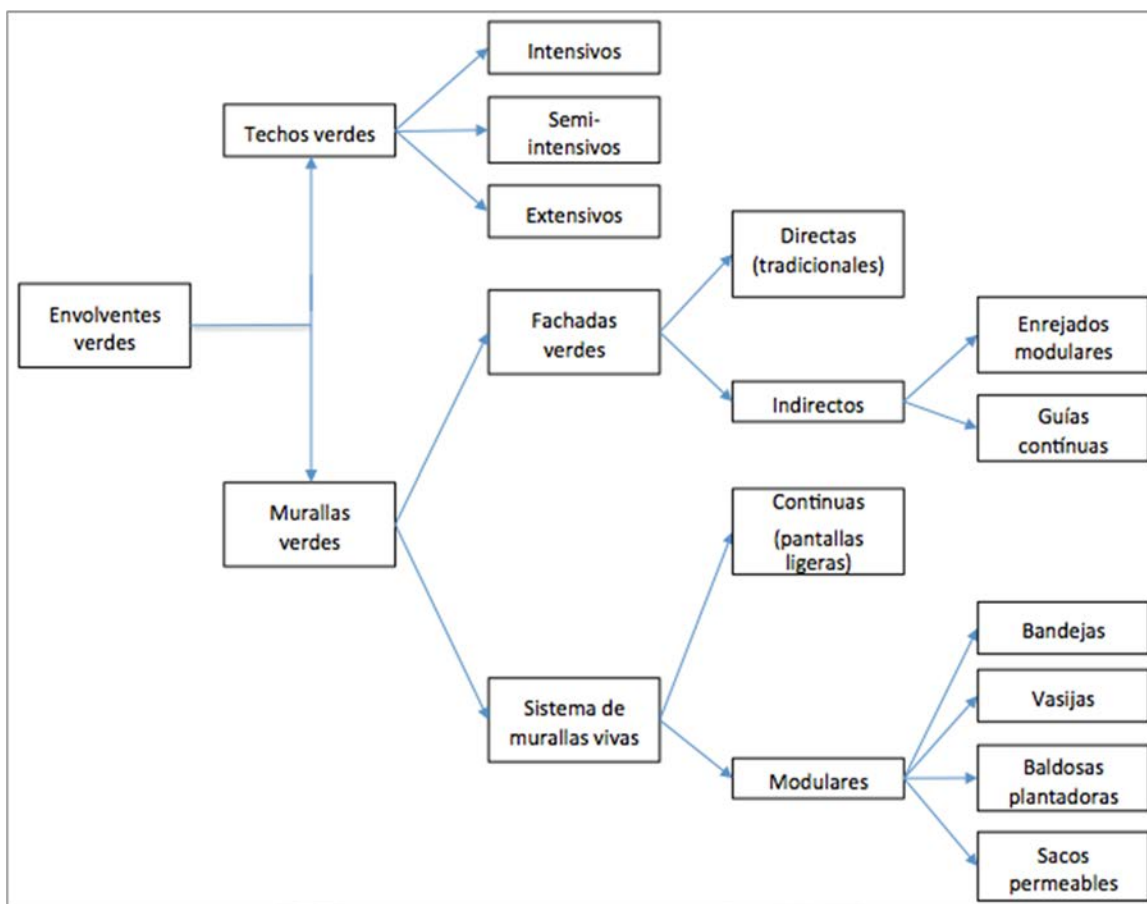 Envolventes
verdes
Techos verdes
Intensivos
Semi-
intensivos
Extensivos
Murallas
verdes
Fachadas
verdes
Directas
(tradicionales)
Indirectos
Enrejados
modulares
Guías
contínuas
Sistema de
murallas vivas
Continuas
(pantallas
ligeras)
Modulares
Bandejas
Vasijas
Baldosas
plantadoras
Sacos
permeables